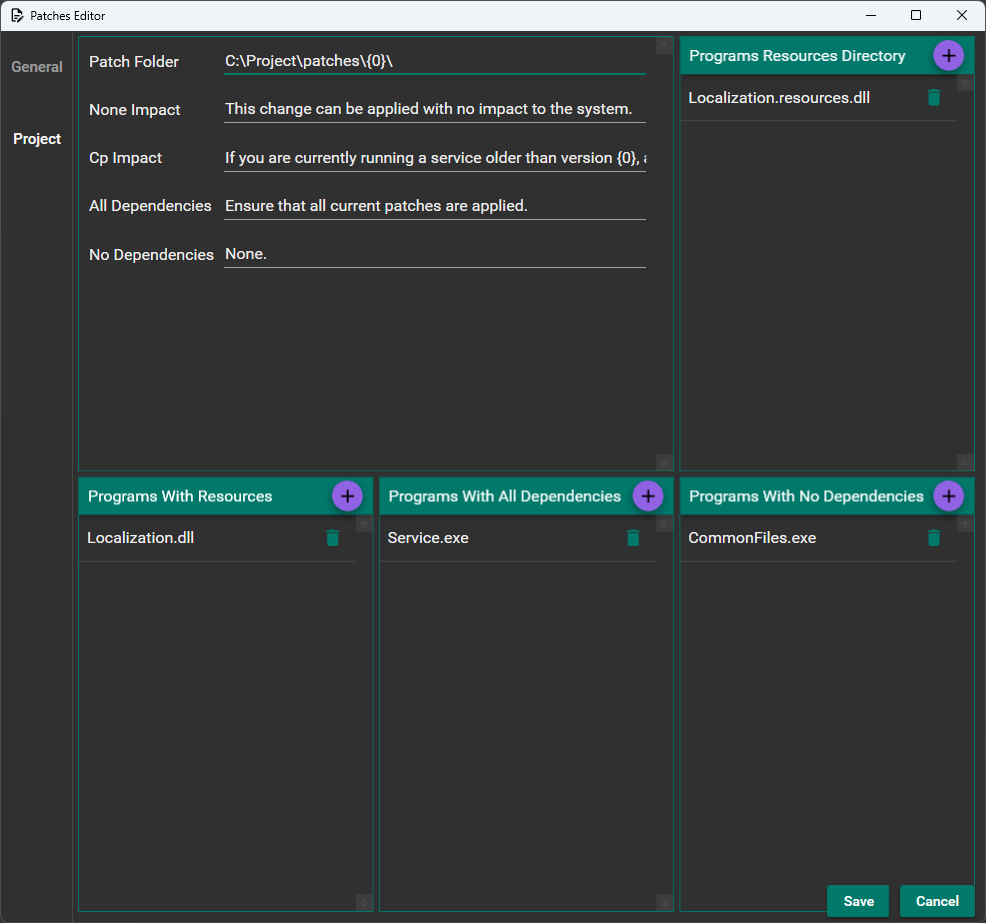 Patches Editor
General
Project
Patch Folder C:\Project\patches\{0}\
None Impact This change can be applied with no impact to the system.
Cp Impact If you are currently running a service older than version {0},
All Dependencies Ensure that all current patches are applied.
No Dependencies None.
Programs Resources Directory
Localization.resources.dll
Programs With Resources
Localization.dll
Programs With All Dependencies
Service.exe
Programs With No Dependencies
CommonFiles.exe
Save Cancel